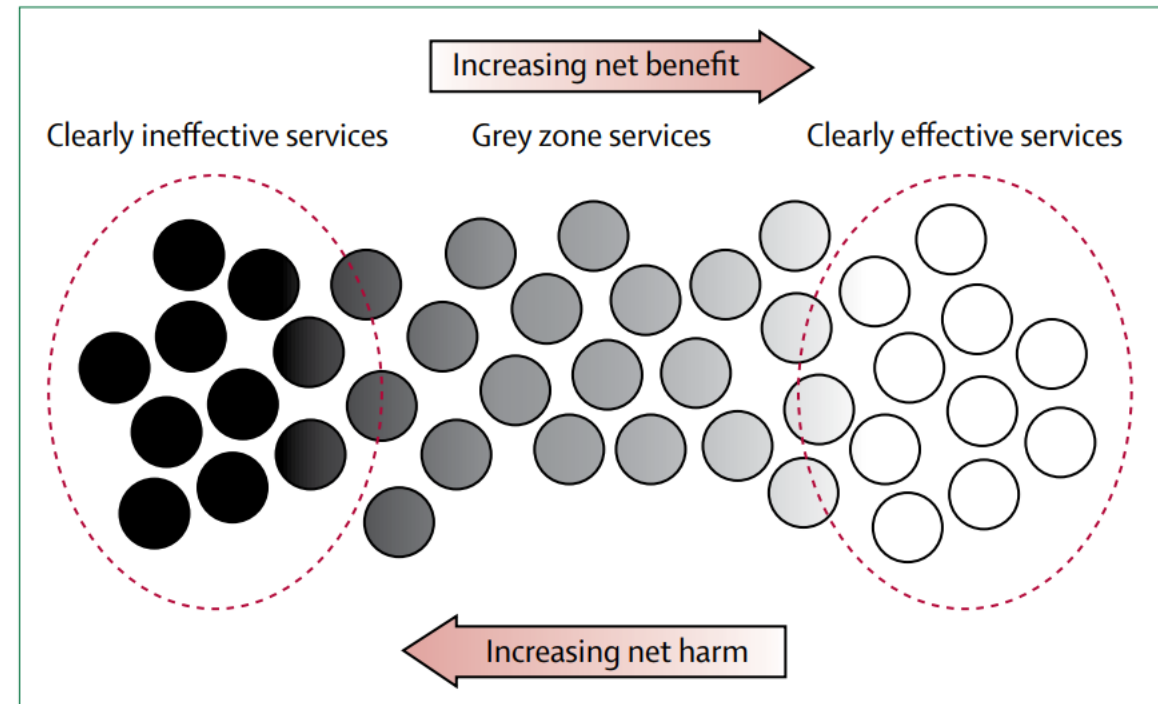 Increasing net benefit
Clearly ineffective services
Grey zone services
Clearly effective services
Increasing net harm